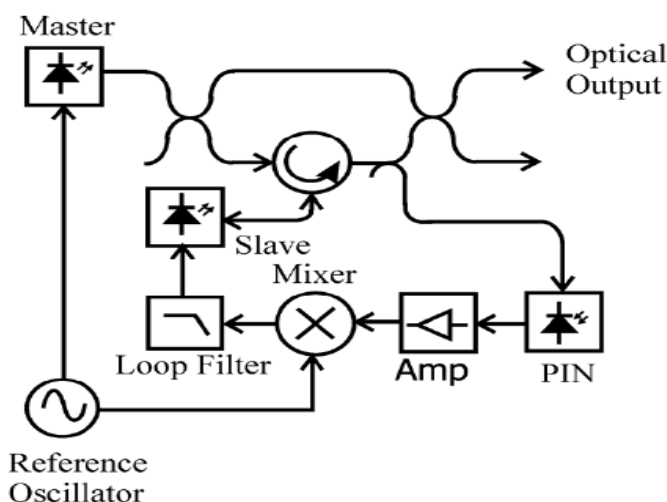 Master
Optical
Output
Slave
Mixer
Loop Filter
Amp
PIN
Reference
Oscillator